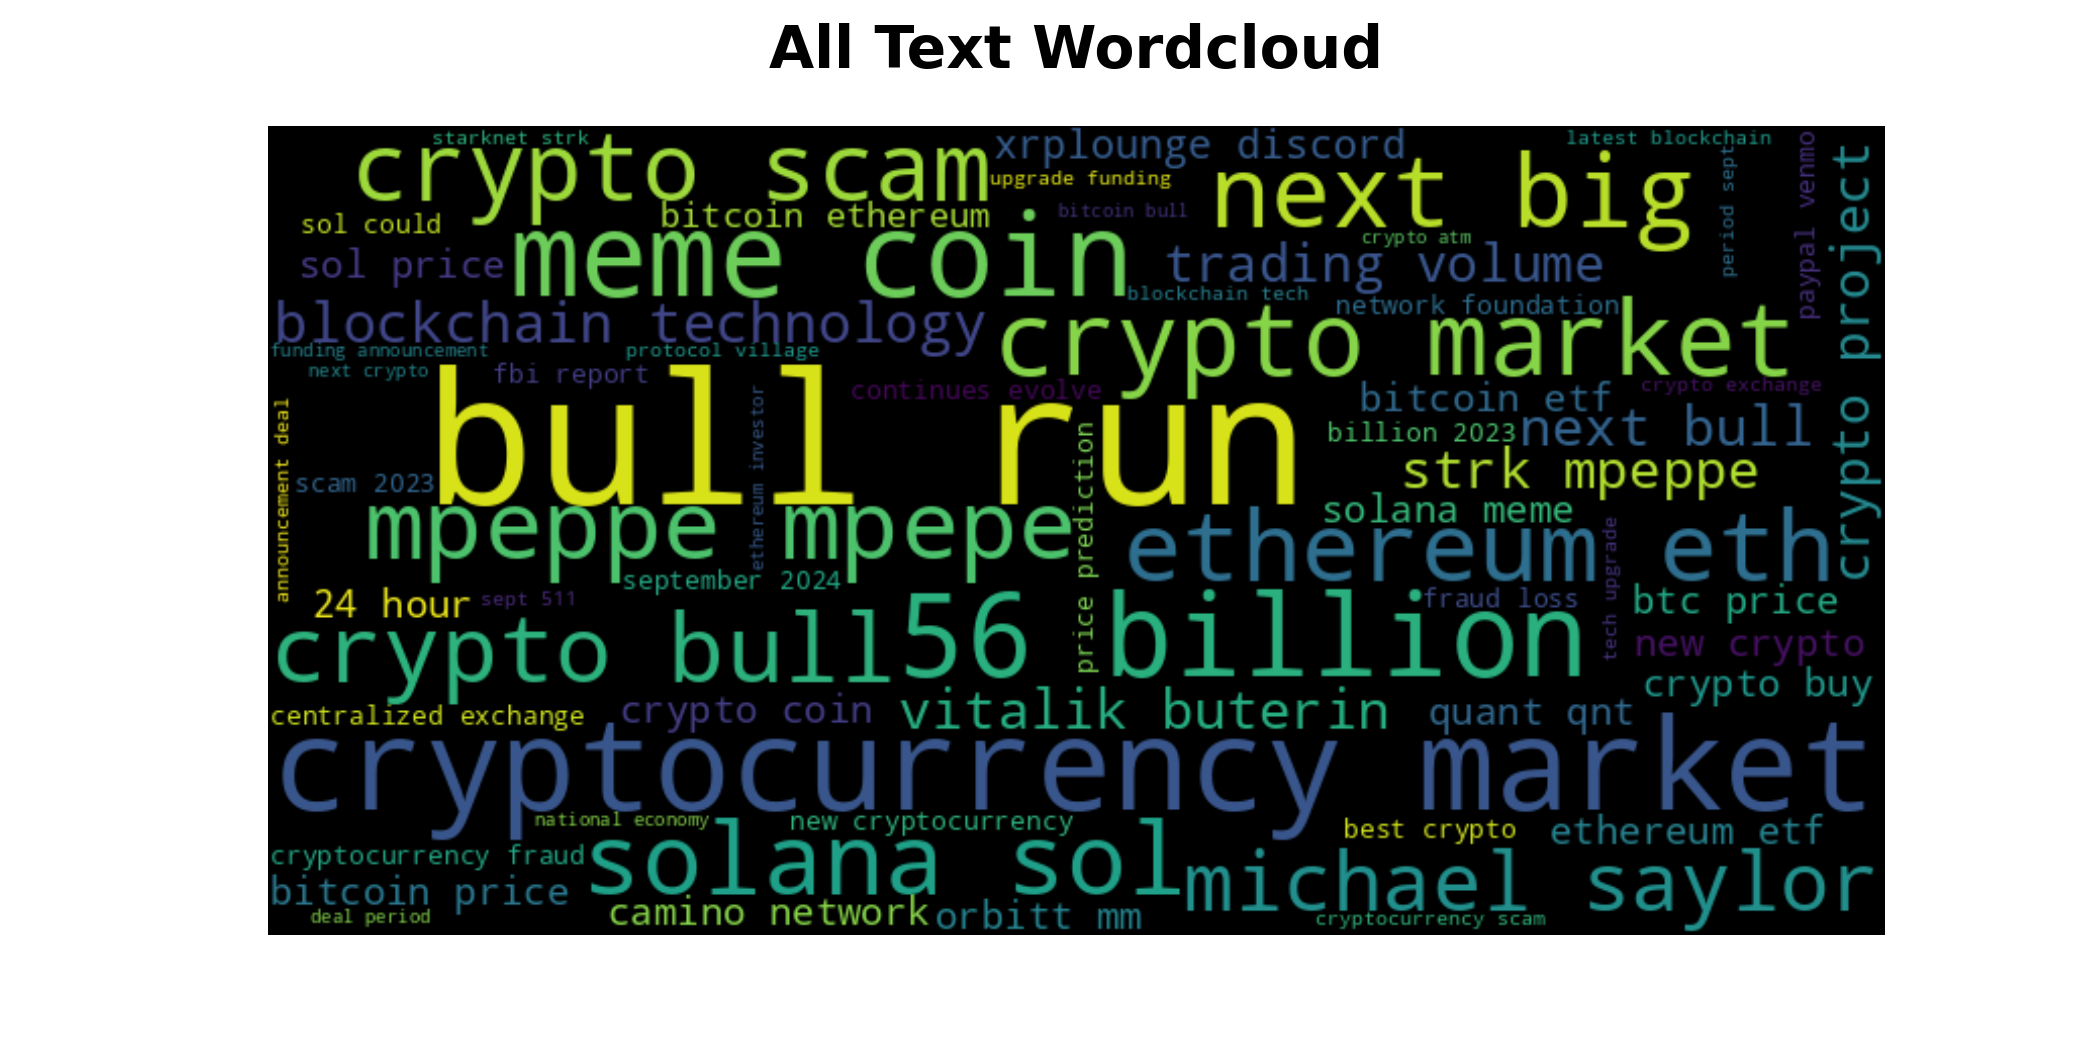 All Text Wordcloud
starknet strk
crypto scam
xrplounge discord
latest blockchain
upgrade funding
next big
paypal venmo
period sept
crypto project
sol could
bitcoin ethereum
bitcoin bull
crypto atm
sol price
meme coin
trading volume
blockchain tech
network foundation
blockchain technology
crypto market
funding announcement
protocol village
next crypto
fbi report
continues evolve
bitcoin etf
crypto exchange
bull run
billion 2023
next bull
announcement deal
scam 2023
ethereum investor
price prediction
strk mpeppe
mpeppe mpepe
solana meme
ethereum eth
tech upgrade
september 2024
24 hour
sept 511
fraud loss
btc price
crypto bull
56 billion
new crypto
crypto buy
centralized exchange
crypto coin
vitalik buterin
quant qnt
cryptocurrency market
national economy
new cryptocurrency
best crypto
ethereum etf
cryptocurrency fraud
solana sol
michael saylor
bitcoin price
deal period
camino network
orbitt mm
cryptocurrency scam